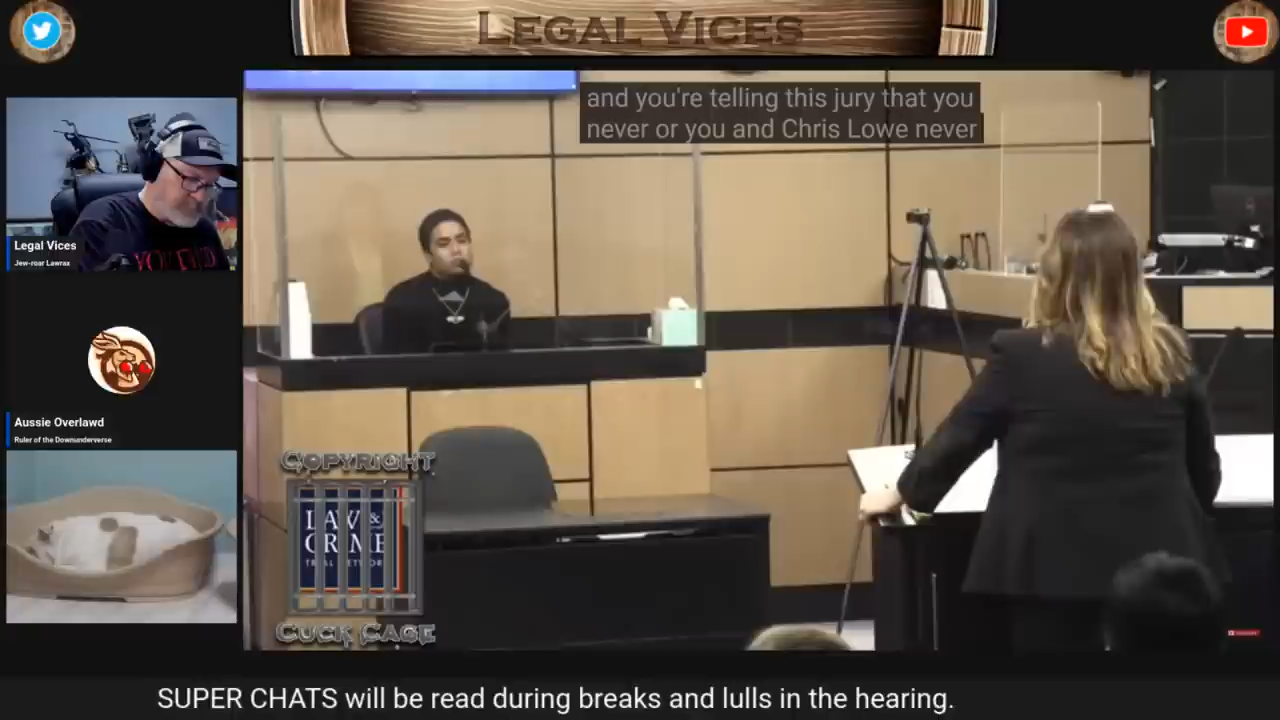 LEGAL VICES
and you're telling this jury that you
never or you and Chris Lowe never
Legal Vices
Jew-roar Lawrax
Aussie Overlawd
Ruler of the Downunderverse
COPYRIGHT
LAW &
CRIME
CUCK CAGE
SUPER CHATS will be read during breaks and lulls in the hearing.